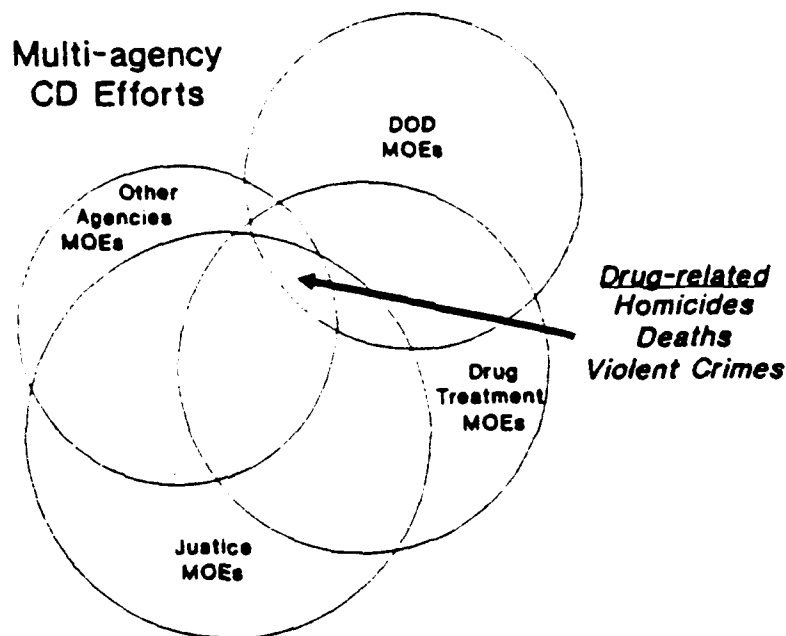 Multi-agency
CD Efforts
DOD
MOEs
Other
Agencies
MOEs
Drug-related
Homicides
Deaths
Violent Crimes
Drug
Treatment
MOEs
Justice
MOEs